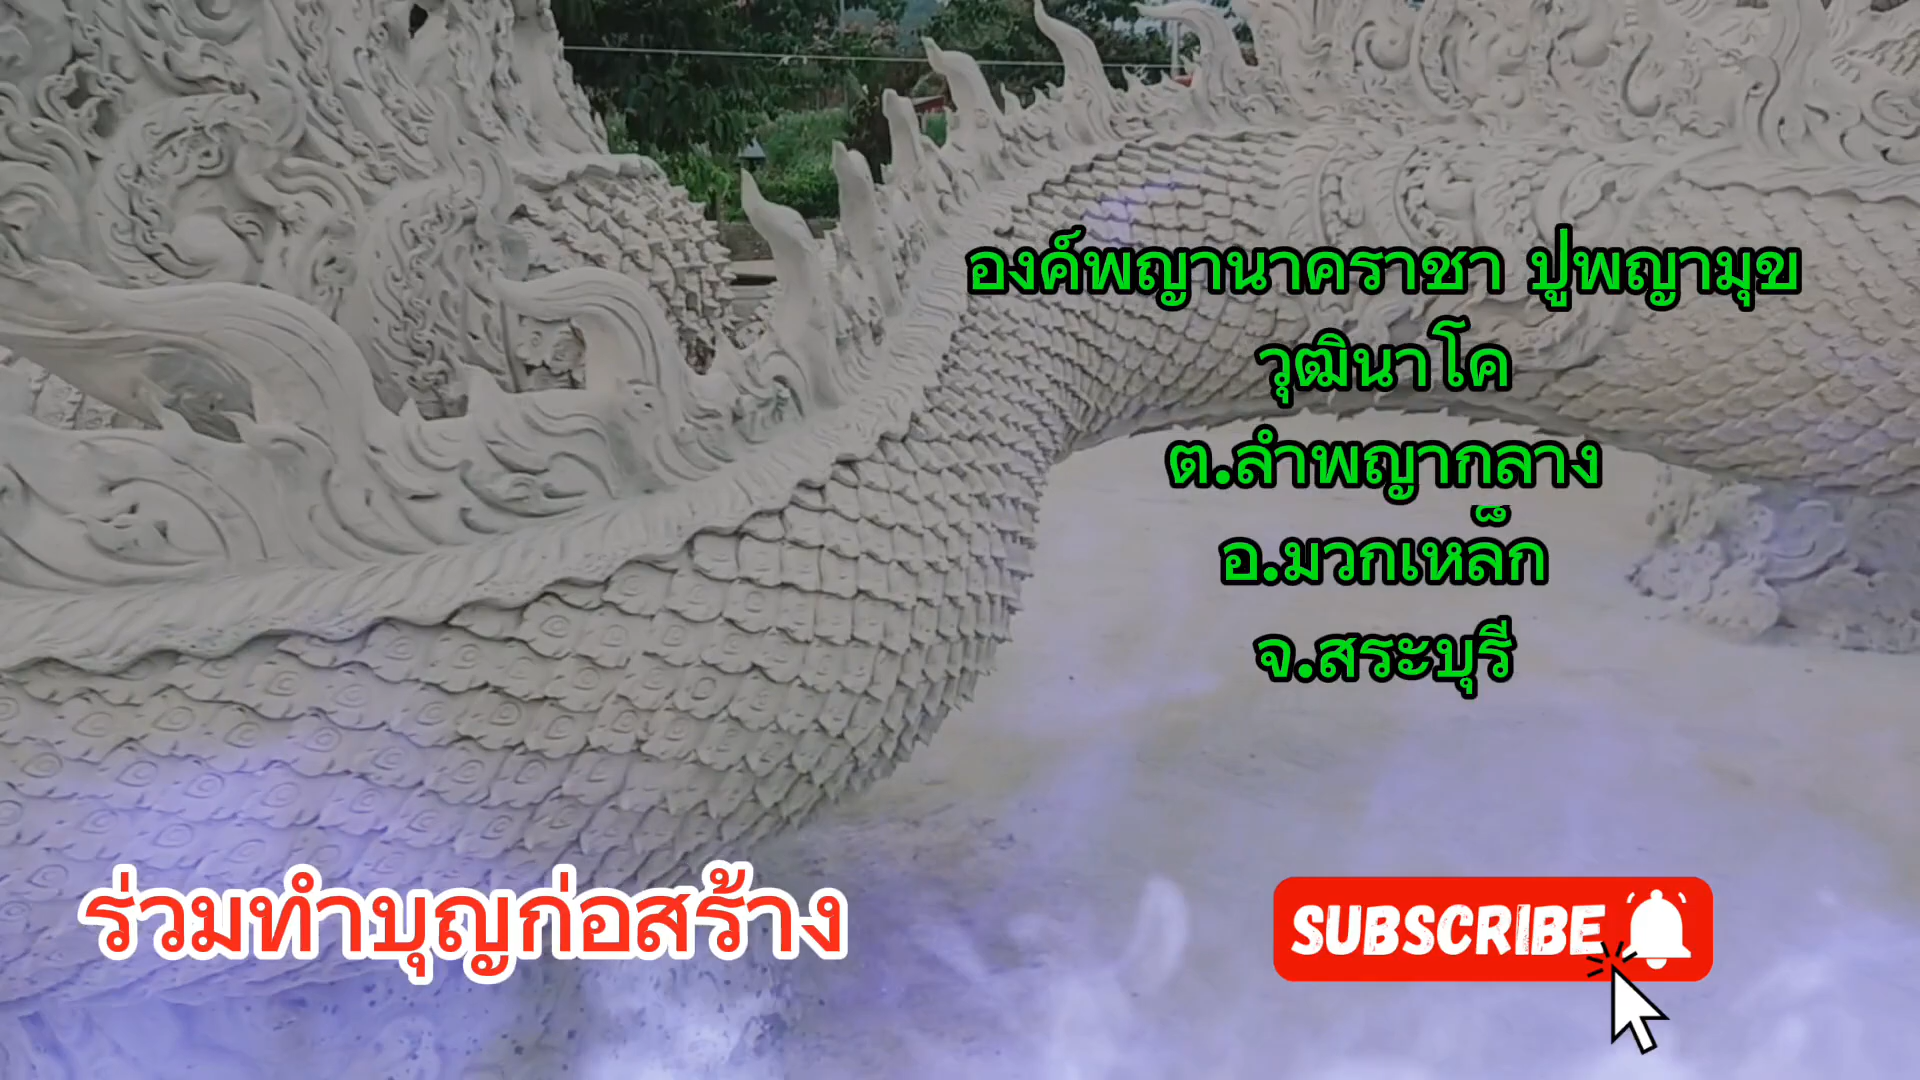 องค์พญานาคราชา ปู่พญามุข
วุฒินาโค
ต.ลำพญากลาง
อ.มวกเหล็ก
จ.สระบุรี
ร่วมทำบุญก่อสร้าง
SUBSCRIBE